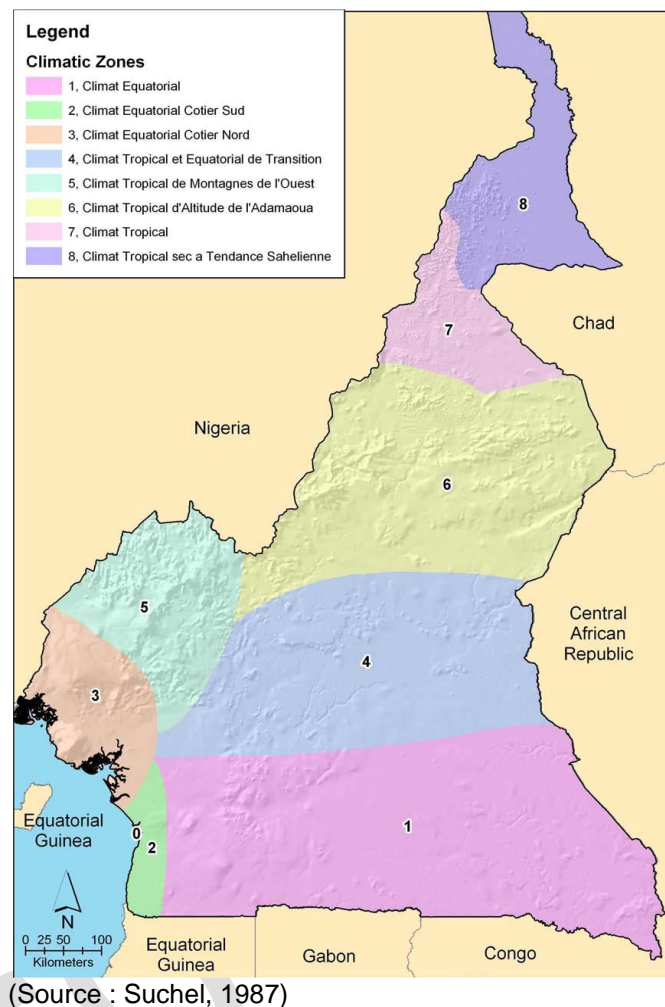 Legend
Climatic Zones
1, Climat Equatorial
2, Climat Equatorial Cotier Sud
3, Climat Equatorial Cotier Nord
4, Climat Tropical et Equatorial de Transition
5, Climat Tropical de Montagnes de l'Ouest
6, Climat Tropical d'Altitude de l'Adamaoua
7, Climat Tropical
8, Climat Tropical sec a Tendance Sahelienne
8
Chad
7
Nigeria
6
5
Central
African
Republic
4
3
Equatorial
Guinea
0
2
1
N
0 25 50 100
Kilometers
Equatorial
Guinea
Gabon
Congo
(Source : Suchel, 1987)